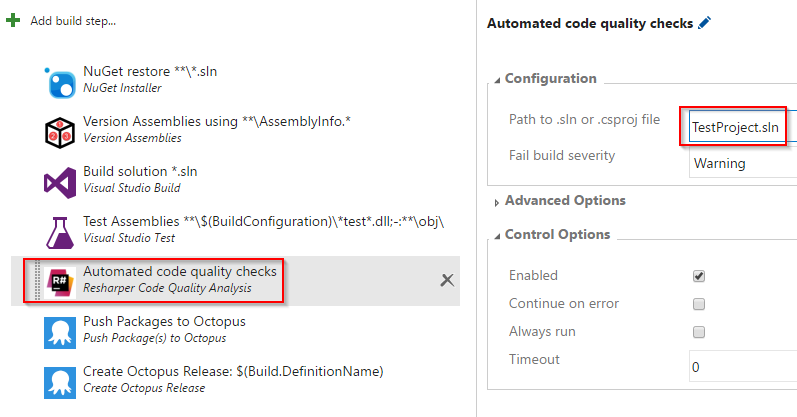 Add build step...
NuGet restore **\*.sln
NuGet Installer
Version Assemblies using **\AssemblyInfo.*
Version Assemblies
Build solution *.sln
Visual Studio Build
Test Assemblies **\$(BuildConfiguration)\*test*.dll;-:**\obj\
Visual Studio Test
R#
Automated code quality checks
Resharper Code Quality Analysis
Push Packages to Octopus
Push Package(s) to Octopus
Create Octopus Release: $(Build.DefinitionName)
Create Octopus Release
Automated code quality checks
Configuration
Path to .sln or .csproj file
TestProject.sln
Fail build severity
Warning
Advanced Options
Control Options
Enabled
Continue on error
Always run
Timeout
0